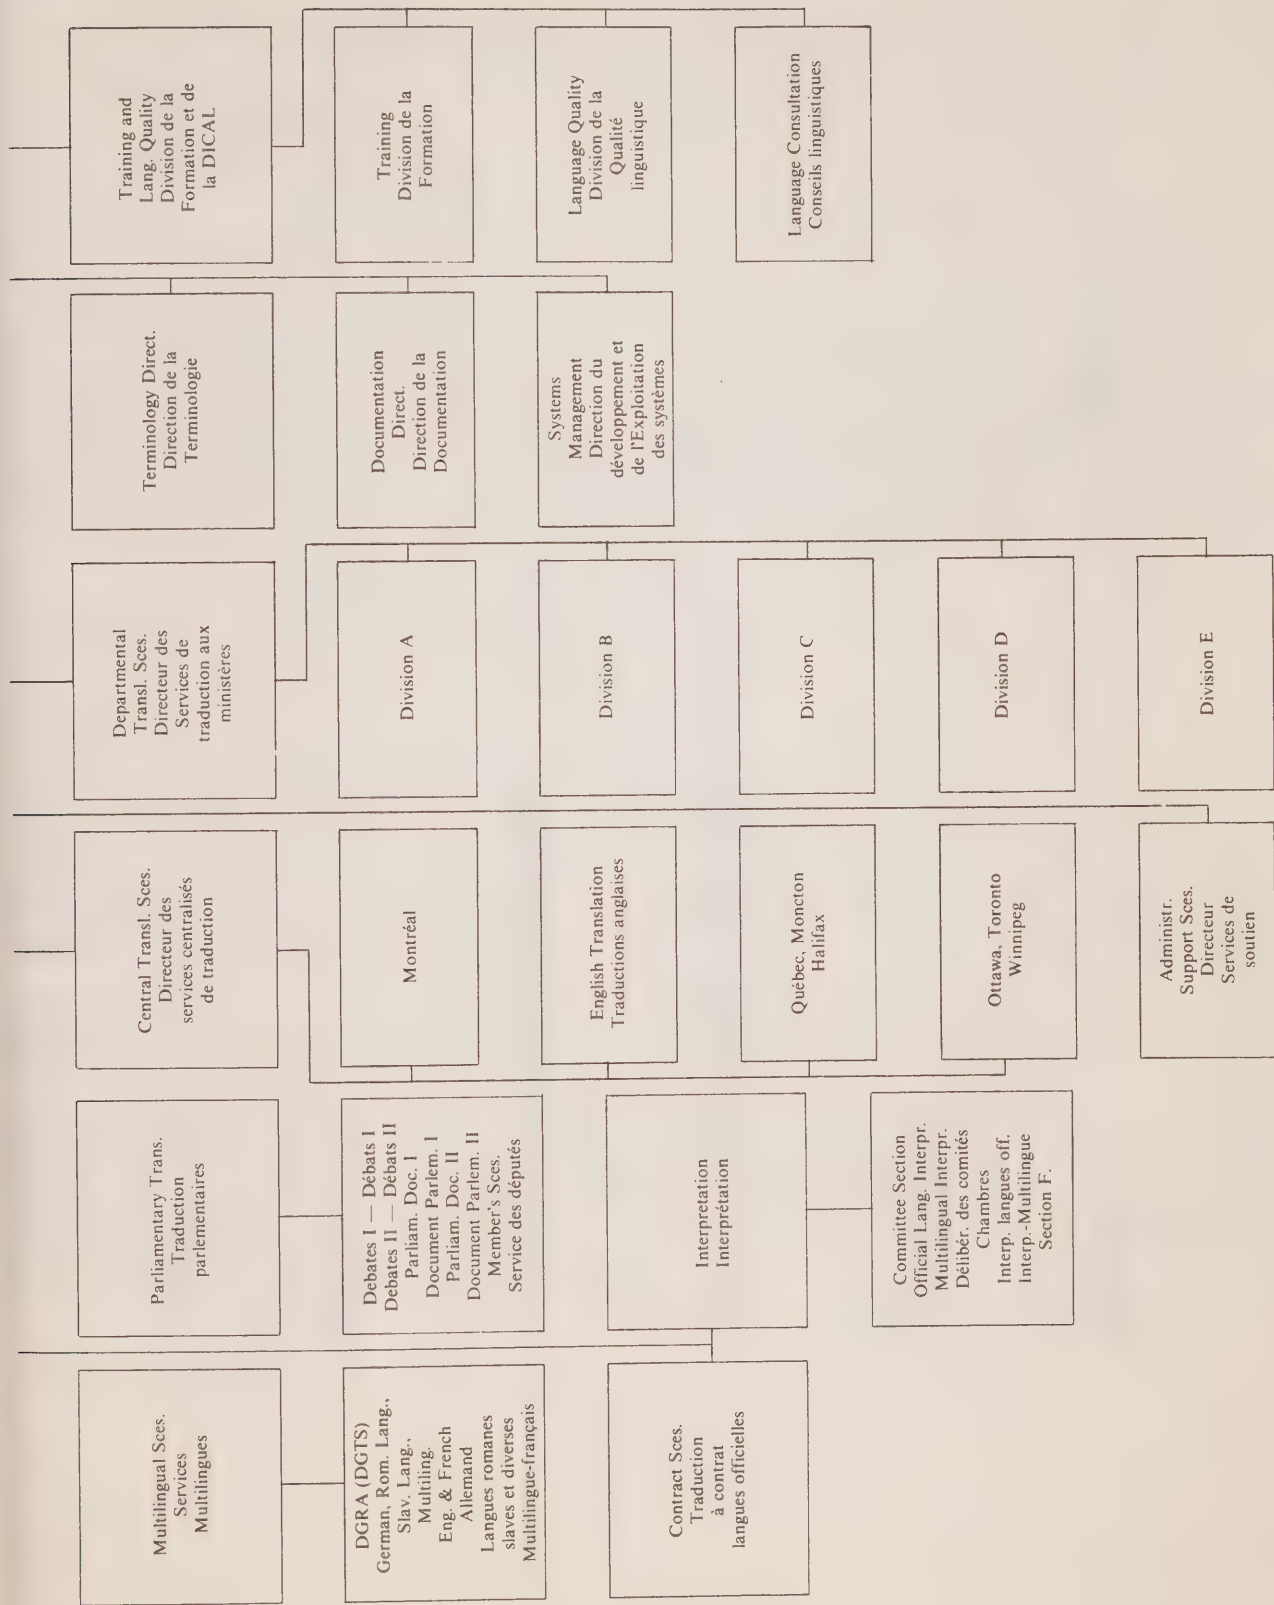 Multilingual Sces.
Services
Multilingues
DGRA (DGTS)
German, Rom. Lang.,
Slav. Lang.,
Multiling.
Eng. & French
Allemand
Langues romanes
slaves et diverses
Multilingue-français
Contract Sces.
Traduction
à contrat
langues officielles
Parliamentary Trans.
Traduction
parlementaires
Debates I — Débats I
Debates II — Débats II
Parliam. Doc. I
Document Parlem. I
Parliam. Doc. II
Document Parlem. II
Member's Sces.
Service des députés
Interpretation
Interprétation
Committee Section
Official Lang. Interpr.
Multilingual Interpr.
Délibér. des comités
Chambres
Interp. langues off.
Interp.-Multilingue
Section F.
Central Transl. Sces.
Directeur des
services centralisés
de traduction
Montréal
English Translation
Traductions anglaises
Québec, Moncton
Halifax
Ottawa, Toronto
Winnipeg
Administr.
Support Sces.
Directeur
Services de
soutien
Departmental
Transl. Sces.
Directeur des
Services de
traduction aux
ministères
Division A
Division B
Division C
Division D
Division E
Terminology Direct.
Direction de la
Terminologie
Documentation
Direct.
Direction de la
Documentation
Systems
Management
Direction du
développement et
de l'Exploitation
des systèmes
Training and
Lang. Quality
Division de la
Formation et de
la DICAL
Training
Division de la
Formation
Language Quality
Division de la
Qualité
linguistique
Language Consultation
Conseils linguistiques